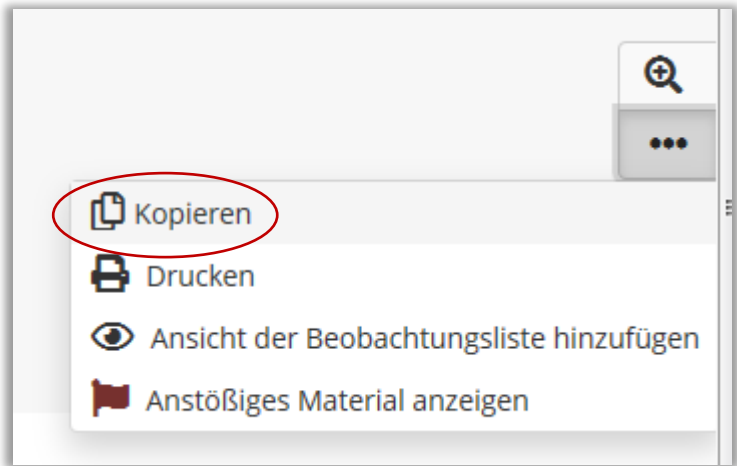 Kopieren
Drucken
Ansicht der Beobachtungsliste hinzufügen
Anstößiges Material anzeigen